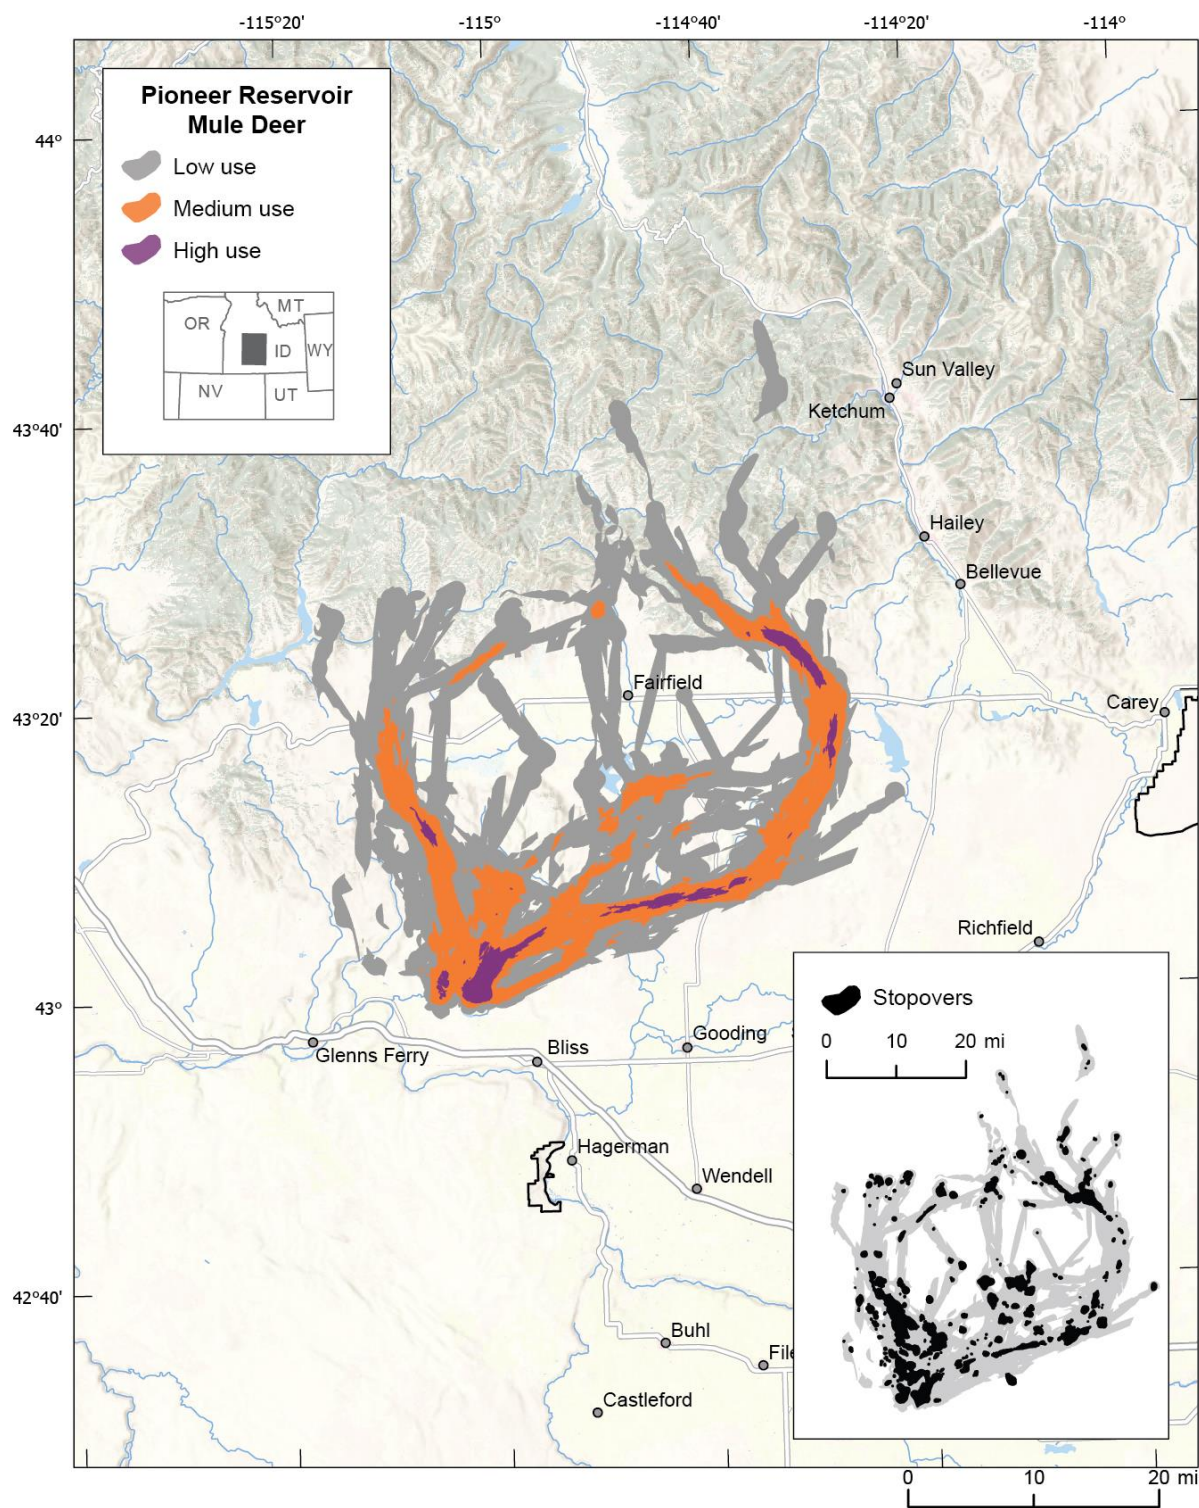 -115°20'
-115°
-114°40'
-114°20'
-114°
Pioneer Reservoir
Mule Deer
Low use
Medium use
High use
OR
MT
ID
WY
NV
UT
44°
43°40'
43°20'
43°
42°40'
Sun Valley
Ketchum
Hailey
Bellevue
Fairfield
Carey
Richfield
Glenns Ferry
Bliss
Gooding
Hagerman
Wendell
Buhl
File
Castleford
Stopovers
0 10 20 mi
0 10 20 mi